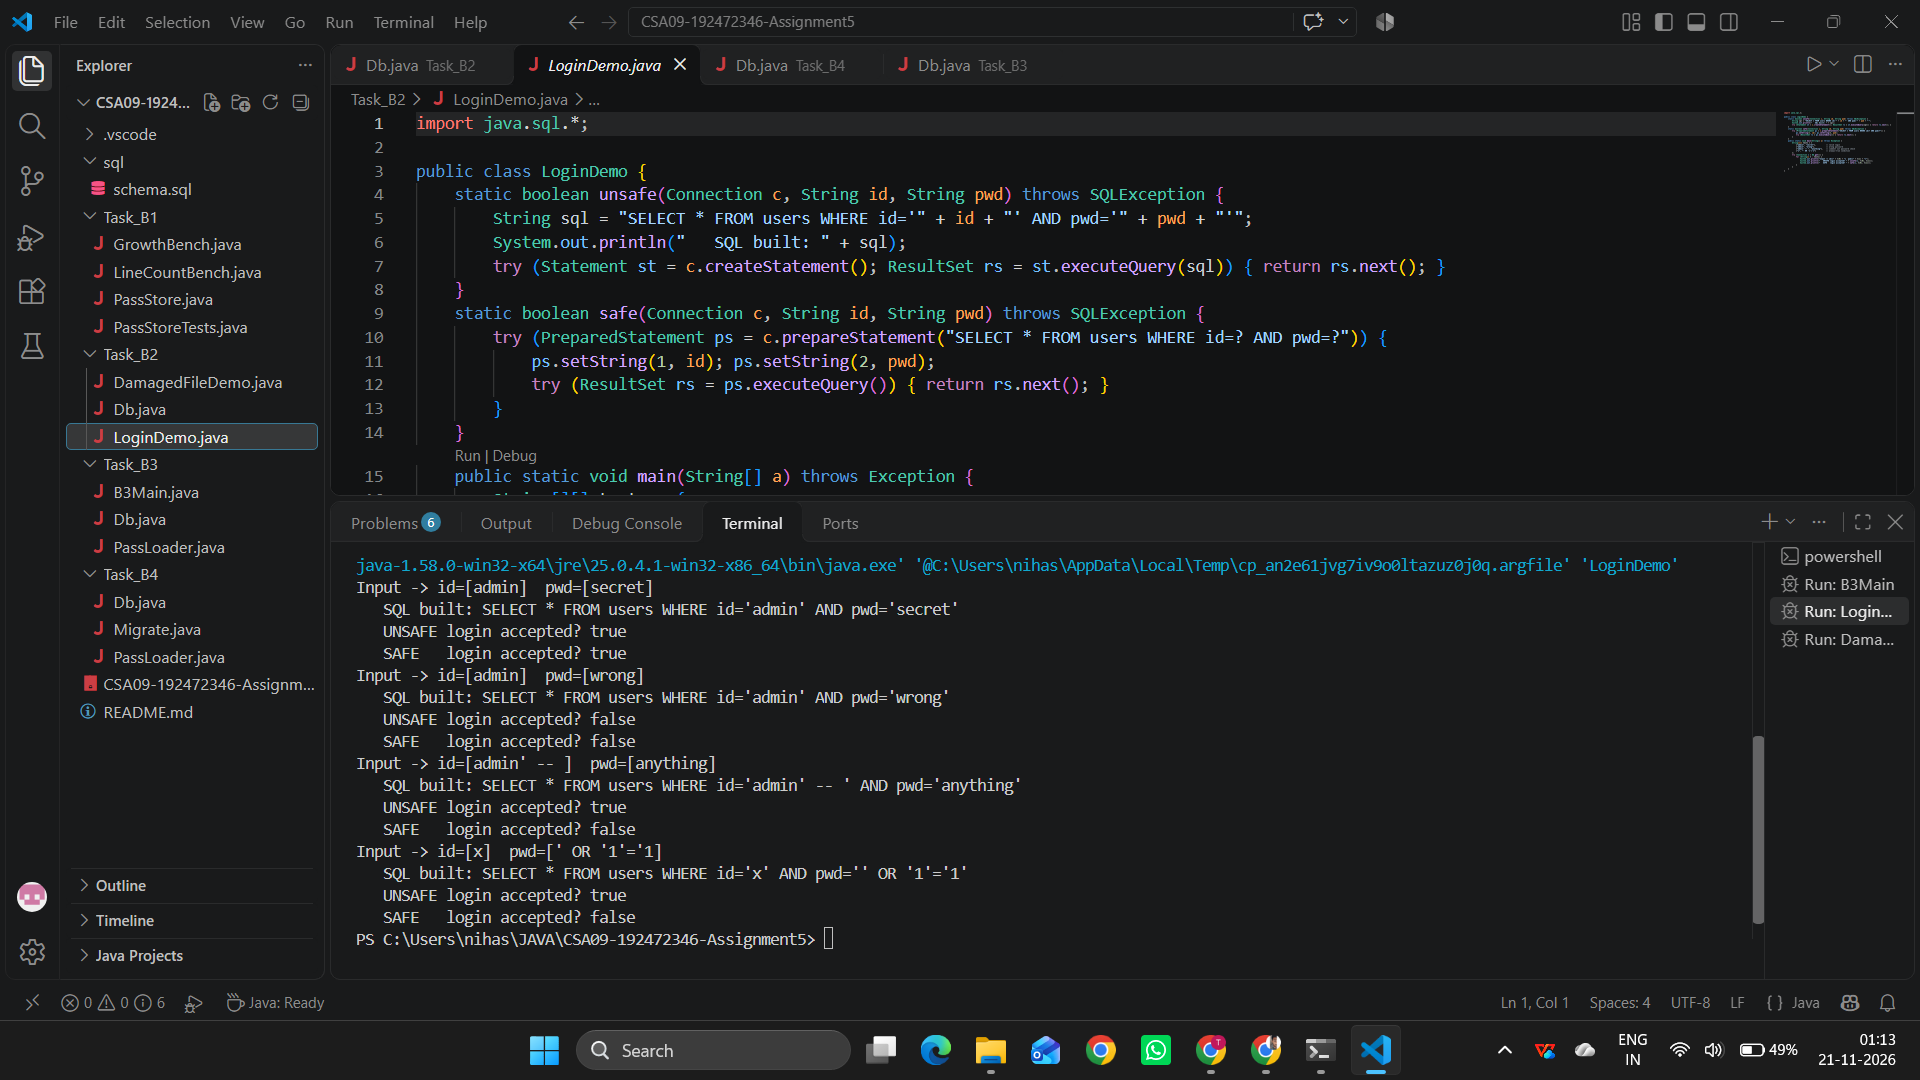 File Edit Selection View Go Run Terminal Help
CSA09-192472346-Assignment5
Explorer
CSA09-1924...
.vscode
sql
schema.sql
Task_B1
GrowthBench.java
LineCountBench.java
PassStore.java
PassStoreTests.java
Task_B2
DamagedFileDemo.java
Db.java
LoginDemo.java
Task_B3
B3Main.java
Db.java
PassLoader.java
Task_B4
Db.java
Migrate.java
PassLoader.java
CSA09-192472346-Assignm...
README.md
Outline
Timeline
Java Projects
Db.java Task_B2
LoginDemo.java
Db.java Task_B4
Db.java Task_B3
Task_B2 > LoginDemo.java > ...
1 import java.sql.*;
2
3 public class LoginDemo {
4 static boolean unsafe(Connection c, String id, String pwd) throws SQLException {
5 String sql = "SELECT * FROM users WHERE id='" + id + "' AND pwd='" + pwd + "'";
6 System.out.println("   SQL built: " + sql);
7 try (Statement st = c.createStatement(); ResultSet rs = st.executeQuery(sql)) { return rs.next(); }
8 }
9 static boolean safe(Connection c, String id, String pwd) throws SQLException {
10 try (PreparedStatement ps = c.prepareStatement("SELECT * FROM users WHERE id=? AND pwd=?")) {
11 ps.setString(1, id); ps.setString(2, pwd);
12 try (ResultSet rs = ps.executeQuery()) { return rs.next(); }
13 }
14 }
Run | Debug
15 public static void main(String[] a) throws Exception {
Problems 6 Output Debug Console Terminal Ports
java-1.58.0-win32-x64\jre\25.0.4.1-win32-x86_64\bin\java.exe' '@C:\Users\nihas\AppData\Local\Temp\cp_an2e61jvg7iv9o0ltazuz0j0q.argfile' 'LoginDemo'
Input -> id=[admin]  pwd=[secret]
   SQL built: SELECT * FROM users WHERE id='admin' AND pwd='secret'
   UNSAFE login accepted? true
   SAFE   login accepted? true
Input -> id=[admin]  pwd=[wrong]
   SQL built: SELECT * FROM users WHERE id='admin' AND pwd='wrong'
   UNSAFE login accepted? false
   SAFE   login accepted? false
Input -> id=[admin' -- ]  pwd=[anything]
   SQL built: SELECT * FROM users WHERE id='admin' -- ' AND pwd='anything'
   UNSAFE login accepted? true
   SAFE   login accepted? false
Input -> id=[x]  pwd=[' OR '1'='1]
   SQL built: SELECT * FROM users WHERE id='x' AND pwd='' OR '1'='1'
   UNSAFE login accepted? true
   SAFE   login accepted? false
PS C:\Users\nihas\JAVA\CSA09-192472346-Assignment5>
powershell
Run: B3Main
Run: Login...
Run: Dama...
0 0 6 Java: Ready
Ln 1, Col 1 Spaces: 4 UTF-8 LF {} Java
Search
ENG
IN
49%
01:13
21-11-2026